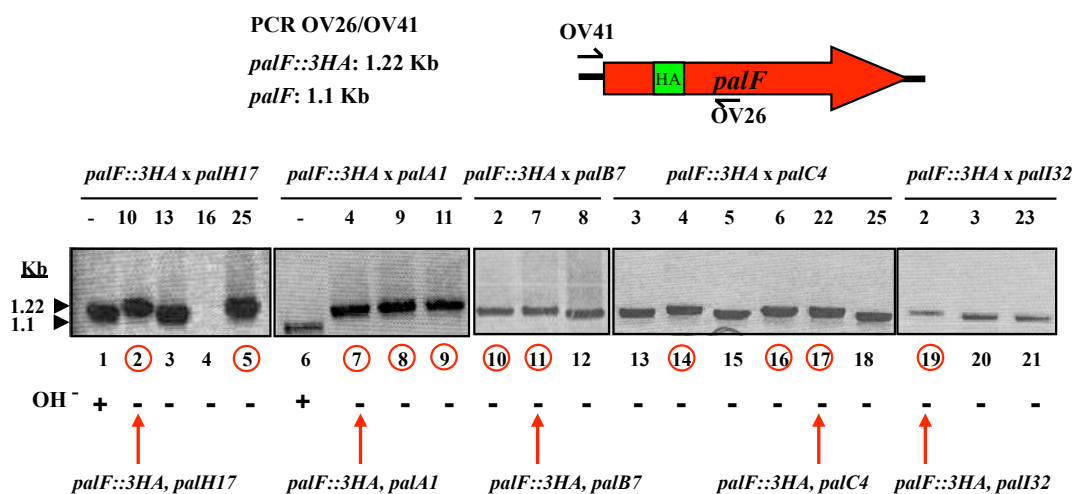 PCR OV26/OV41
palF::3HA: 1.22 Kb
palF: 1.1 Kb
OV41
HA palF
OV26
palF::3HA x palH17 palF::3HA x palA1 palF::3HA x palB7 palF::3HA x palC4 palF::3HA x palI32
- 10 13 16 25 - 4 9 11 2 7 8 3 4 5 6 22 25 2 3 23
Kb
1.22
1.1
1 2 3 4 5 6 7 8 9 10 11 12 13 14 15 16 17 18 19 20 21
OH - + - - - - + - - - - - - - - - - - - - - -
palF::3HA, palH17 palF::3HA, palA1 palF::3HA, palB7 palF::3HA, palC4 palF::3HA, palI32